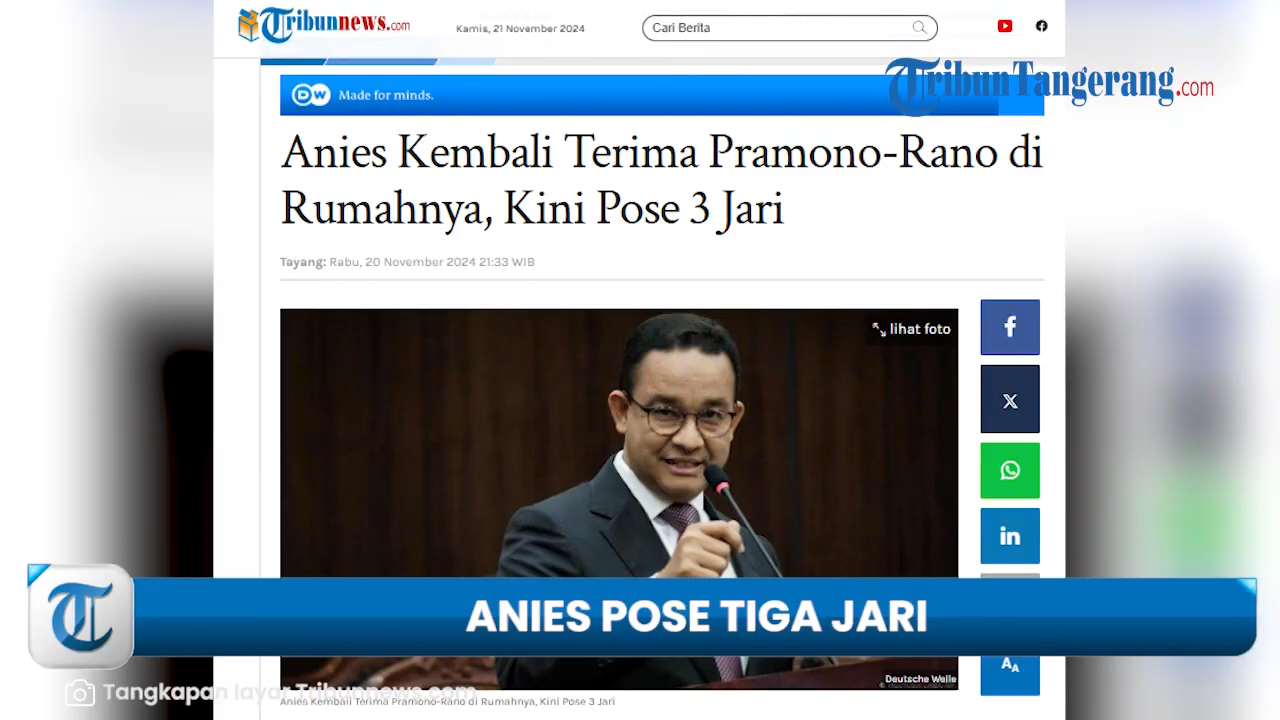 Tribunnews.com
Kamis, 21 November 2024
Cari Berita
TribunTangerang.com
DW Made for minds.
Anies Kembali Terima Pramono-Rano di
Rumahnya, Kini Pose 3 Jari
Tayang: Rabu, 20 November 2024 21:33 WIB
lihat foto
ANIES POSE TIGA JARI
Deutsche Welle
AA
Tangkapan layar Tribunnews.com
Anies Kembali Terima Pramono-Rano di Rumahnya, Kini Pose 3 Jari